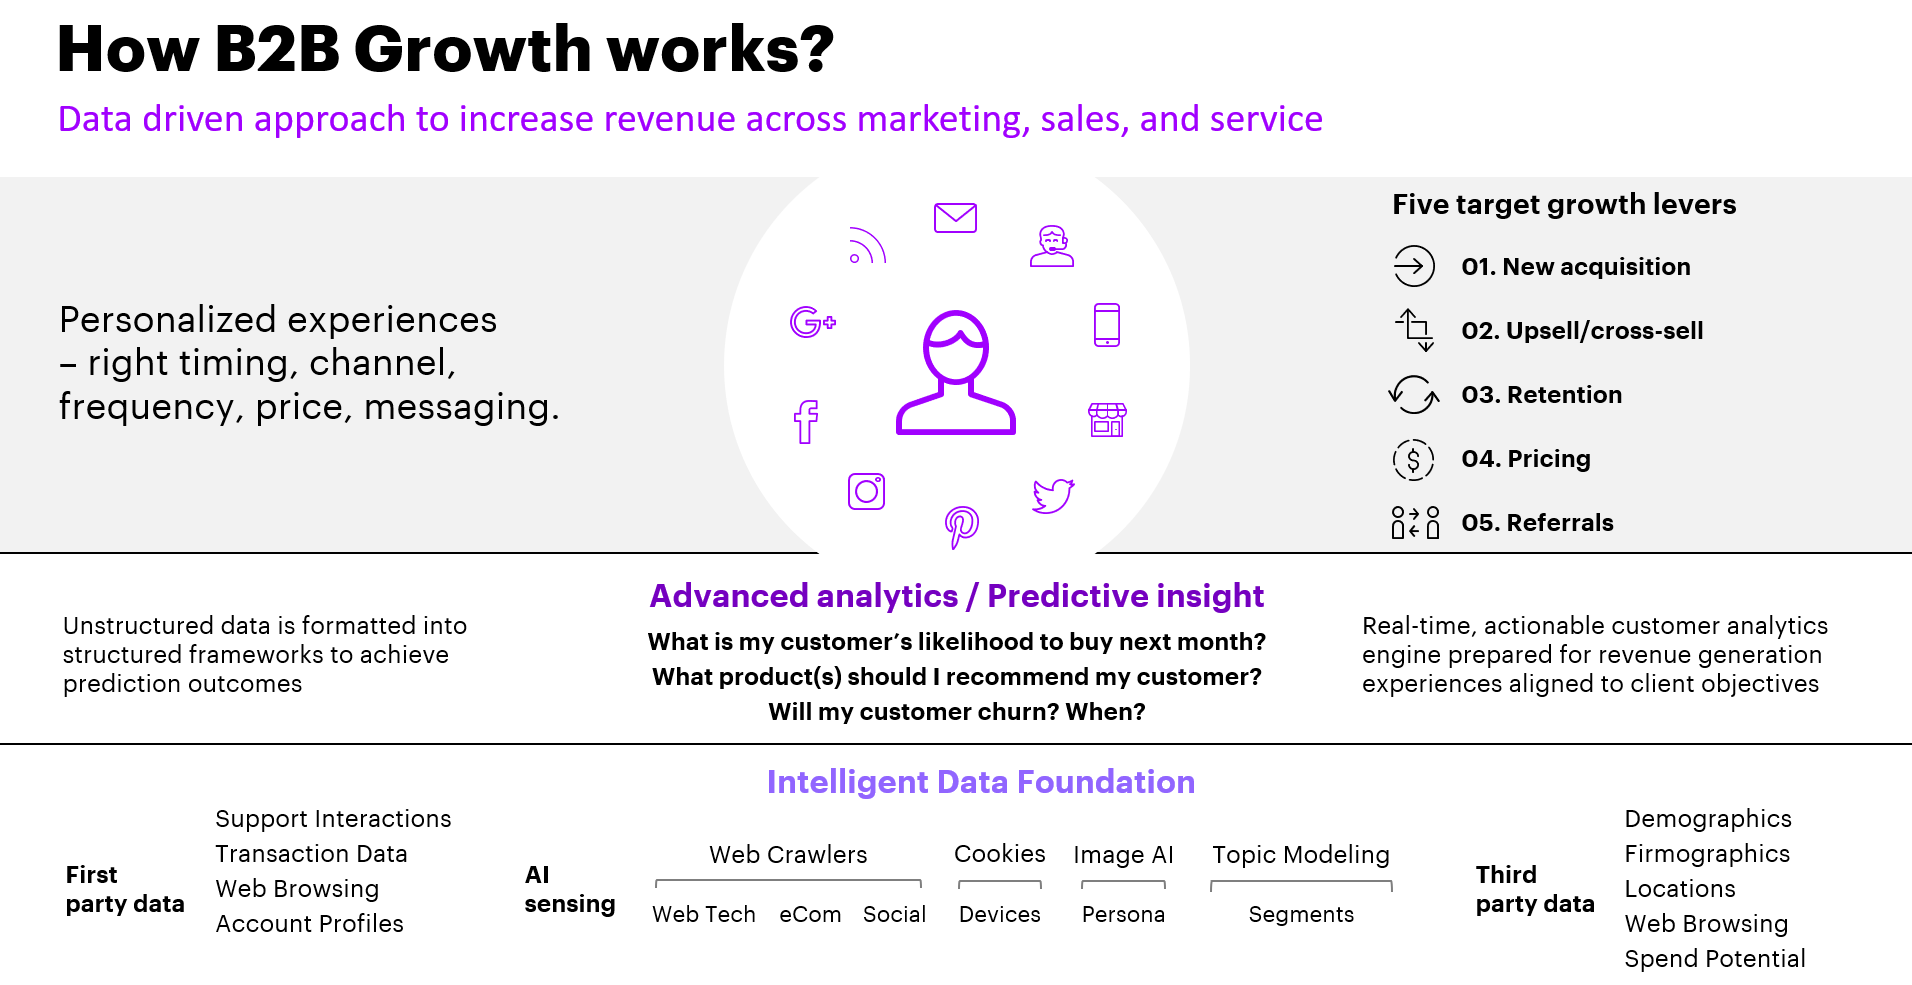 How B2B Growth works?
Data driven approach to increase revenue across marketing, sales, and service
Personalized experiences
– right timing, channel,
frequency, price, messaging.
Five target growth levers
01. New acquisition
02. Upsell/cross-sell
03. Retention
04. Pricing
05. Referrals
Unstructured data is formatted into
structured frameworks to achieve
prediction outcomes
Advanced analytics / Predictive insight
What is my customer’s likelihood to buy next month?
What product(s) should I recommend my customer?
Will my customer churn? When?
Real-time, actionable customer analytics
engine prepared for revenue generation
experiences aligned to client objectives
Intelligent Data Foundation
First
party data
Support Interactions
Transaction Data
Web Browsing
Account Profiles
AI
sensing
Web Crawlers
Web Tech eCom Social
Cookies
Devices
Image AI
Persona
Topic Modeling
Segments
Third
party data
Demographics
Firmographics
Locations
Web Browsing
Spend Potential